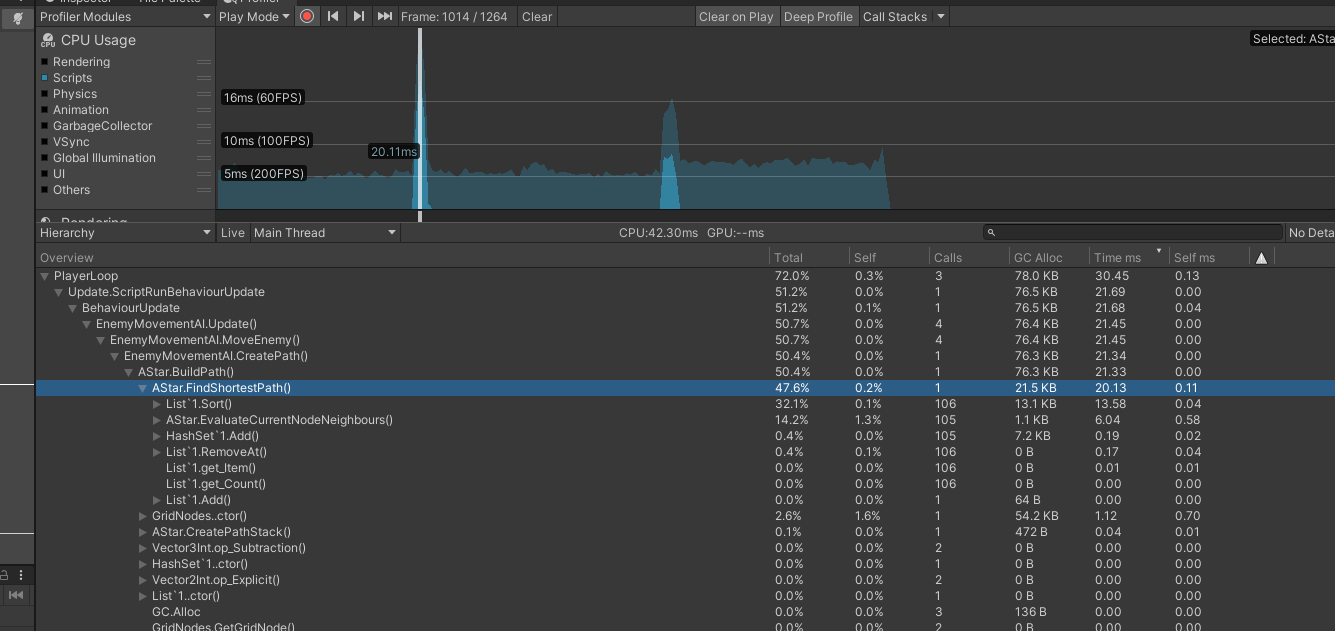 Profiler Modules Play Mode Frame: 1014 / 1264 Clear Clear on Play Deep Profile Call Stacks
CPU Usage
Selected: AStar
Rendering
Scripts
Physics
Animation
GarbageCollector
VSync
Global Illumination
UI
Others
16ms (60FPS)
10ms (100FPS)
20.11ms
5ms (200FPS)
Rendering
Hierarchy Live Main Thread CPU:42.30ms GPU:--ms No Deta
Overview Total Self Calls GC Alloc Time ms Self ms
PlayerLoop 72.0% 0.3% 3 78.0 KB 30.45 0.13
Update.ScriptRunBehaviourUpdate 51.2% 0.0% 1 76.5 KB 21.69 0.00
BehaviourUpdate 51.2% 0.1% 1 76.5 KB 21.68 0.04
EnemyMovementAI.Update() 50.7% 0.0% 4 76.4 KB 21.45 0.00
EnemyMovementAI.MoveEnemy() 50.7% 0.0% 4 76.4 KB 21.45 0.00
EnemyMovementAI.CreatePath() 50.4% 0.0% 1 76.3 KB 21.34 0.00
AStar.BuildPath() 50.4% 0.0% 1 76.3 KB 21.33 0.00
AStar.FindShortestPath() 47.6% 0.2% 1 21.5 KB 20.13 0.11
List`1.Sort() 32.1% 0.1% 106 13.1 KB 13.58 0.04
AStar.EvaluateCurrentNodeNeighbours() 14.2% 1.3% 105 1.1 KB 6.04 0.58
HashSet`1.Add() 0.4% 0.0% 105 7.2 KB 0.19 0.02
List`1.RemoveAt() 0.4% 0.1% 106 0 B 0.17 0.04
List`1.get_Item() 0.0% 0.0% 106 0 B 0.01 0.01
List`1.get_Count() 0.0% 0.0% 106 0 B 0.00 0.00
List`1.Add() 0.0% 0.0% 1 64 B 0.00 0.00
GridNodes..ctor() 2.6% 1.6% 1 54.2 KB 1.12 0.70
AStar.CreatePathStack() 0.1% 0.0% 1 472 B 0.04 0.01
Vector3Int.op_Subtraction() 0.0% 0.0% 2 0 B 0.00 0.00
HashSet`1..ctor() 0.0% 0.0% 1 0 B 0.00 0.00
Vector2Int.op_Explicit() 0.0% 0.0% 2 0 B 0.00 0.00
List`1..ctor() 0.0% 0.0% 1 0 B 0.00 0.00
GC.Alloc 0.0% 0.0% 3 136 B 0.00 0.00
GridNodes.GetGridNode() 0.0% 0.0% 2 0 B 0.00 0.00